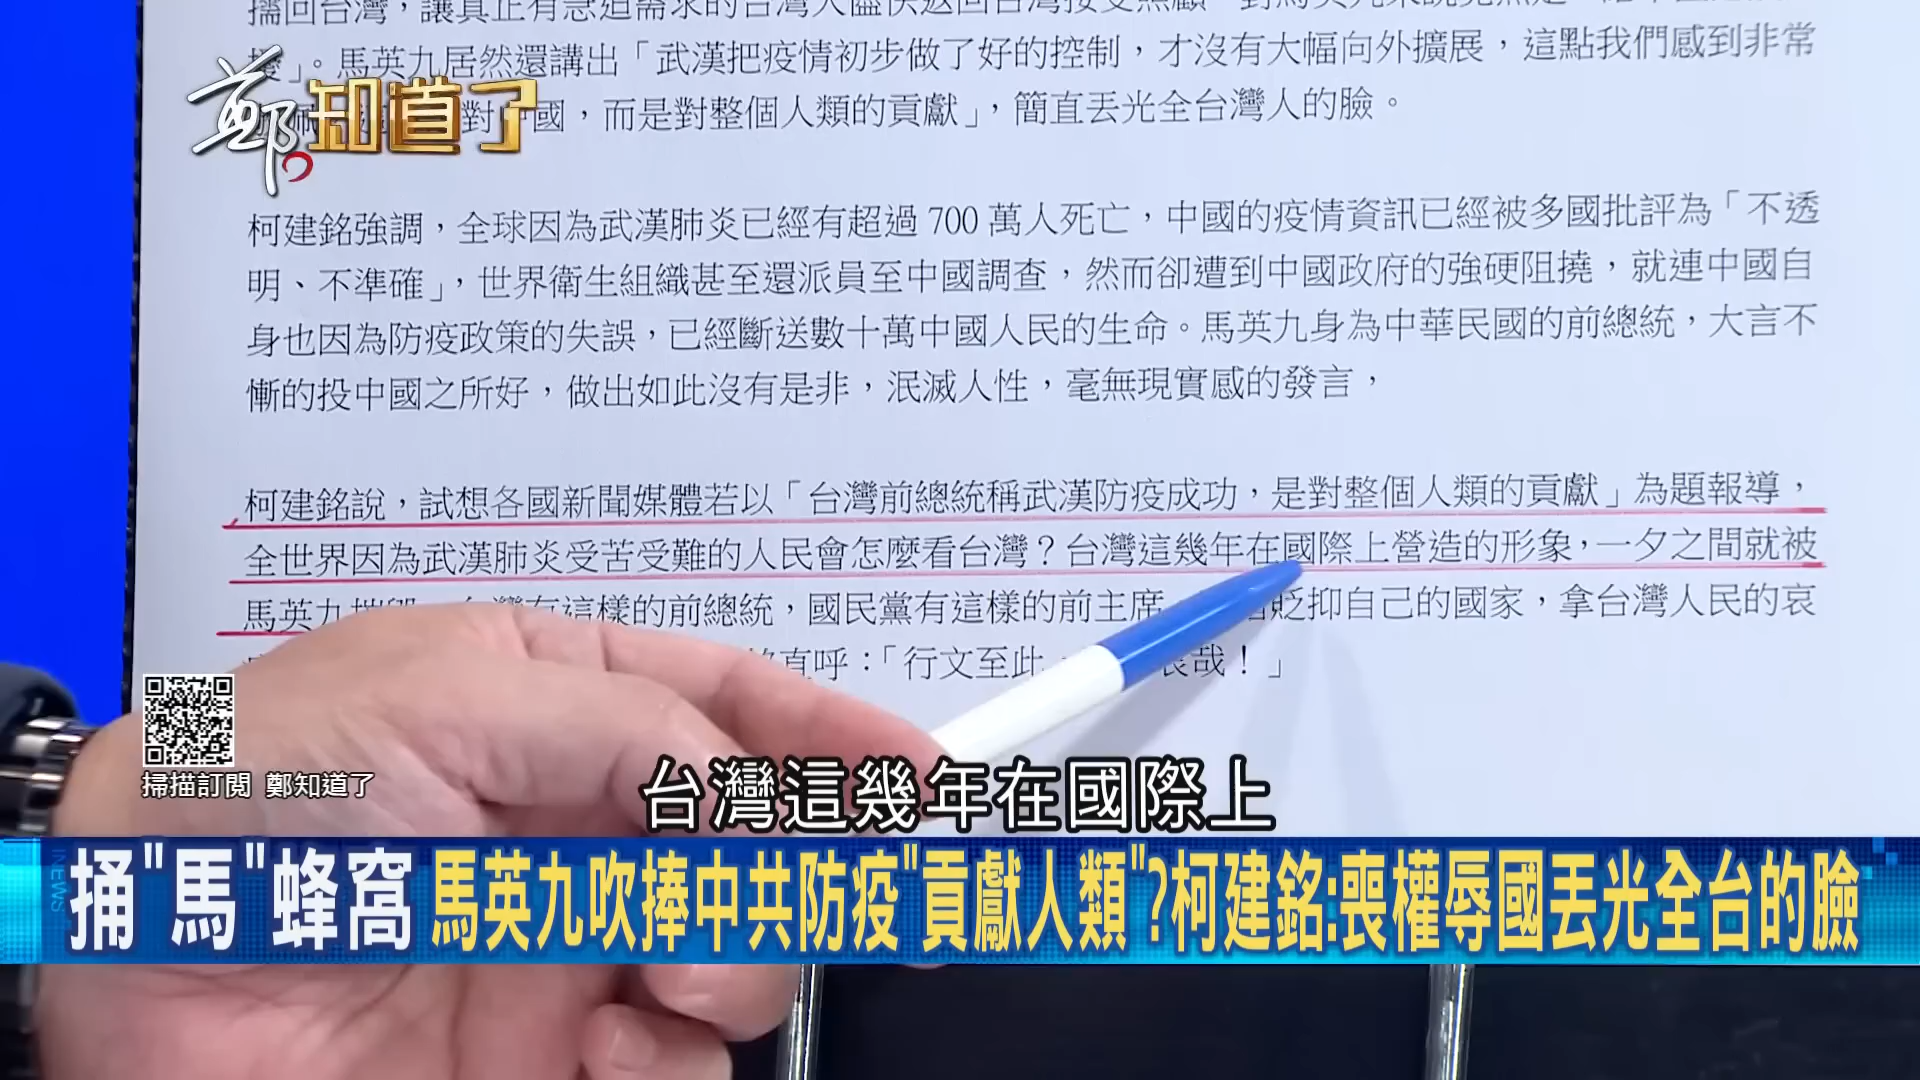 擂回台灣，讓真正有急迫需求的台灣人儘快返回台灣接受照顧
」。馬英九居然還講出「武漢把疫情初步做了好的控制，才沒有大幅向外擴展，這點我們感到非常
對中國，而是對整個人類的貢獻」，簡直丟光全台灣人的臉。
鄭知道了
柯建銘強調，全球因為武漢肺炎已經有超過 700 萬人死亡，中國的疫情資訊已經被多國批評為「不透
明、不準確」，世界衛生組織甚至還派員至中國調查，然而卻遭到中國政府的強硬阻撓，就連中國自
身也因為防疫政策的失誤，已經斷送數十萬中國人民的生命。馬英九身為中華民國的前總統，大言不
慚的投中國之所好，做出如此沒有是非，泯滅人性，毫無現實感的發言，
柯建銘說，試想各國新聞媒體若以「台灣前總統稱武漢防疫成功，是對整個人類的貢獻」為題報導，
全世界因為武漢肺炎受苦受難的人民會怎麼看台灣？台灣這幾年在國際上營造的形象，一夕之間就被
馬英九摧毀 台灣有這樣的前總統，國民黨有這樣的前主席 貶抑自己的國家，拿台灣人民的哀
直呼：「行文至此 哀哉！」
掃描訂閱 鄭知道了
台灣這幾年在國際上
INEWS
捅"馬"蜂窩 馬英九吹捧中共防疫"貢獻人類"?柯建銘:喪權辱國丟光全台的臉